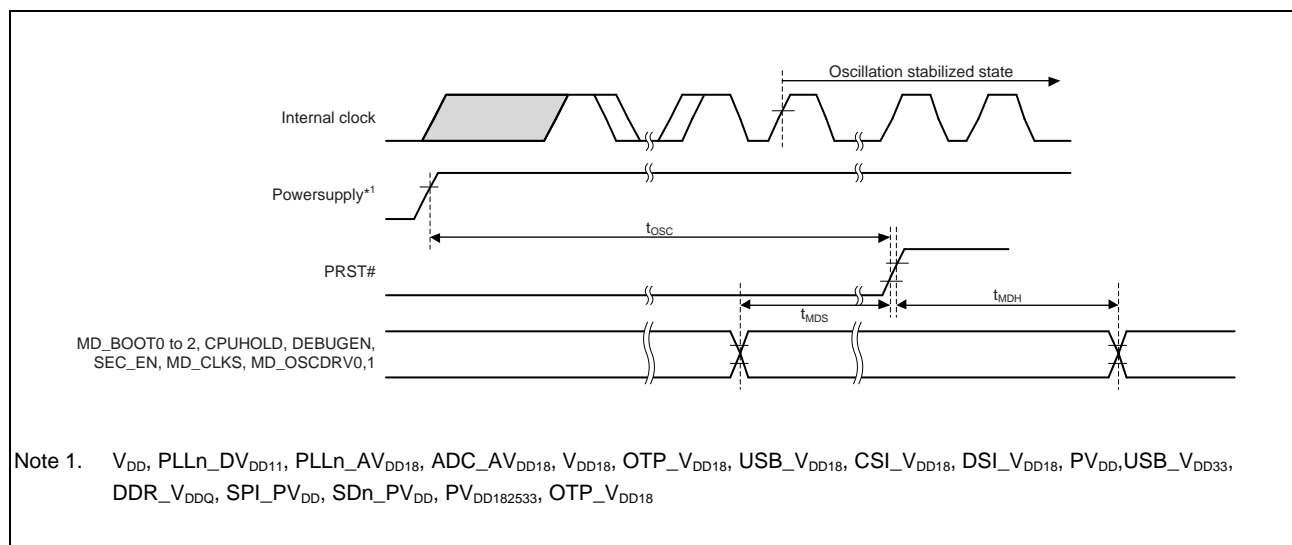 Oscillation stabilized state
Internal clock
Powersupply*1
tOSC
PRST#
tMDS
tMDH
MD_BOOT0 to 2, CPUHOLD, DEBUGEN,
SEC_EN, MD_CLKS, MD_OSCDRV0,1
Note 1. VDD, PLLn_DVDD11, PLLn_AVDD18, ADC_AVDD18, VDD18, OTP_VDD18, USB_VDD18, CSI_VDD18, DSI_VDD18, PVDD,USB_VDD33,
DDR_VDDQ, SPI_PVDD, SDn_PVDD, PVDD182533, OTP_VDD18